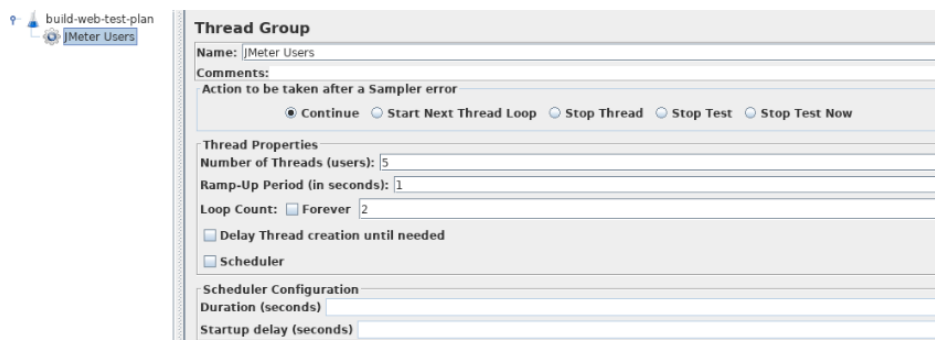 build-web-test-plan
JMeter Users
Thread Group
Name: JMeter Users
Comments:
Action to be taken after a Sampler error
Continue Start Next Thread Loop Stop Thread Stop Test Stop Test Now
Thread Properties
Number of Threads (users): 5
Ramp-Up Period (in seconds): 1
Loop Count: Forever 2
Delay Thread creation until needed
Scheduler
Scheduler Configuration
Duration (seconds)
Startup delay (seconds)